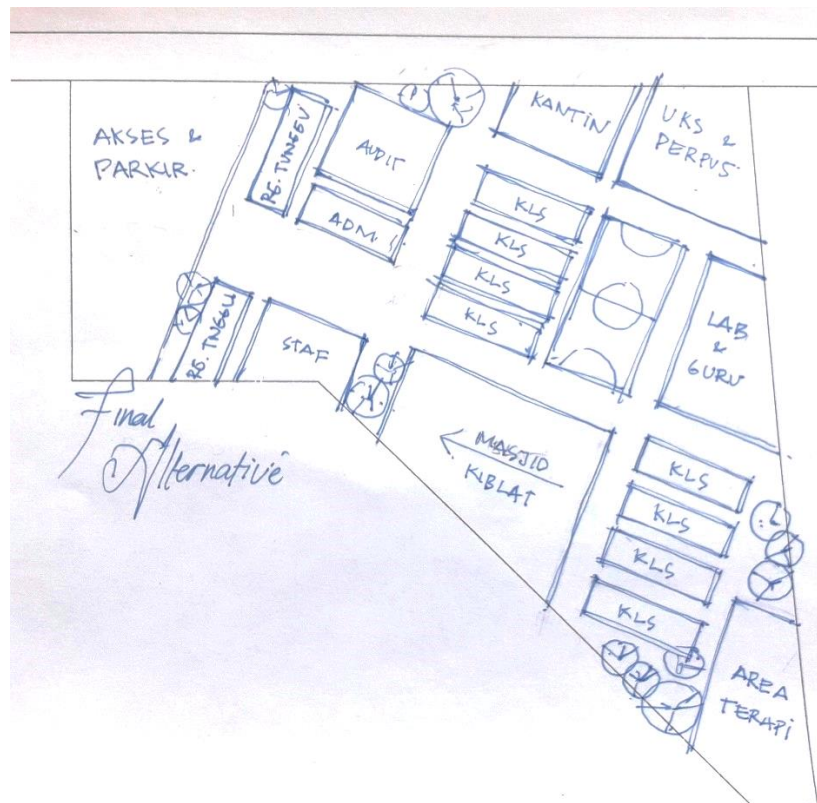 AKSES &
PARKIR.
RG. TUNGGU
AUDIT
ADM.
KANTIN
UKS &
PERPUS.
KLS
KLS
KLS
KLS
LAB
&
GURU
RG. TNGGU
STAF
MASJID
KIBLAT
KLS
KLS
KLS
KLS
AREA
TERAPI
Final
Alternative